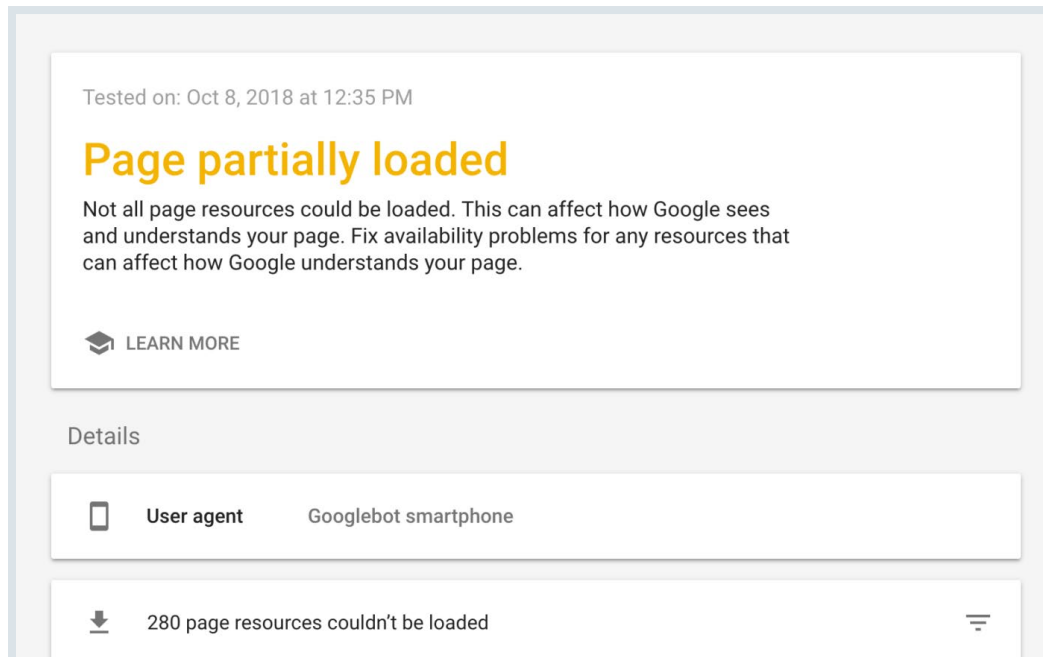 Tested on: Oct 8, 2018 at 12:35 PM
Page partially loaded
Not all page resources could be loaded. This can affect how Google sees
and understands your page. Fix availability problems for any resources that
can affect how Google understands your page.
LEARN MORE
Details
User agent Googlebot smartphone
280 page resources couldn’t be loaded